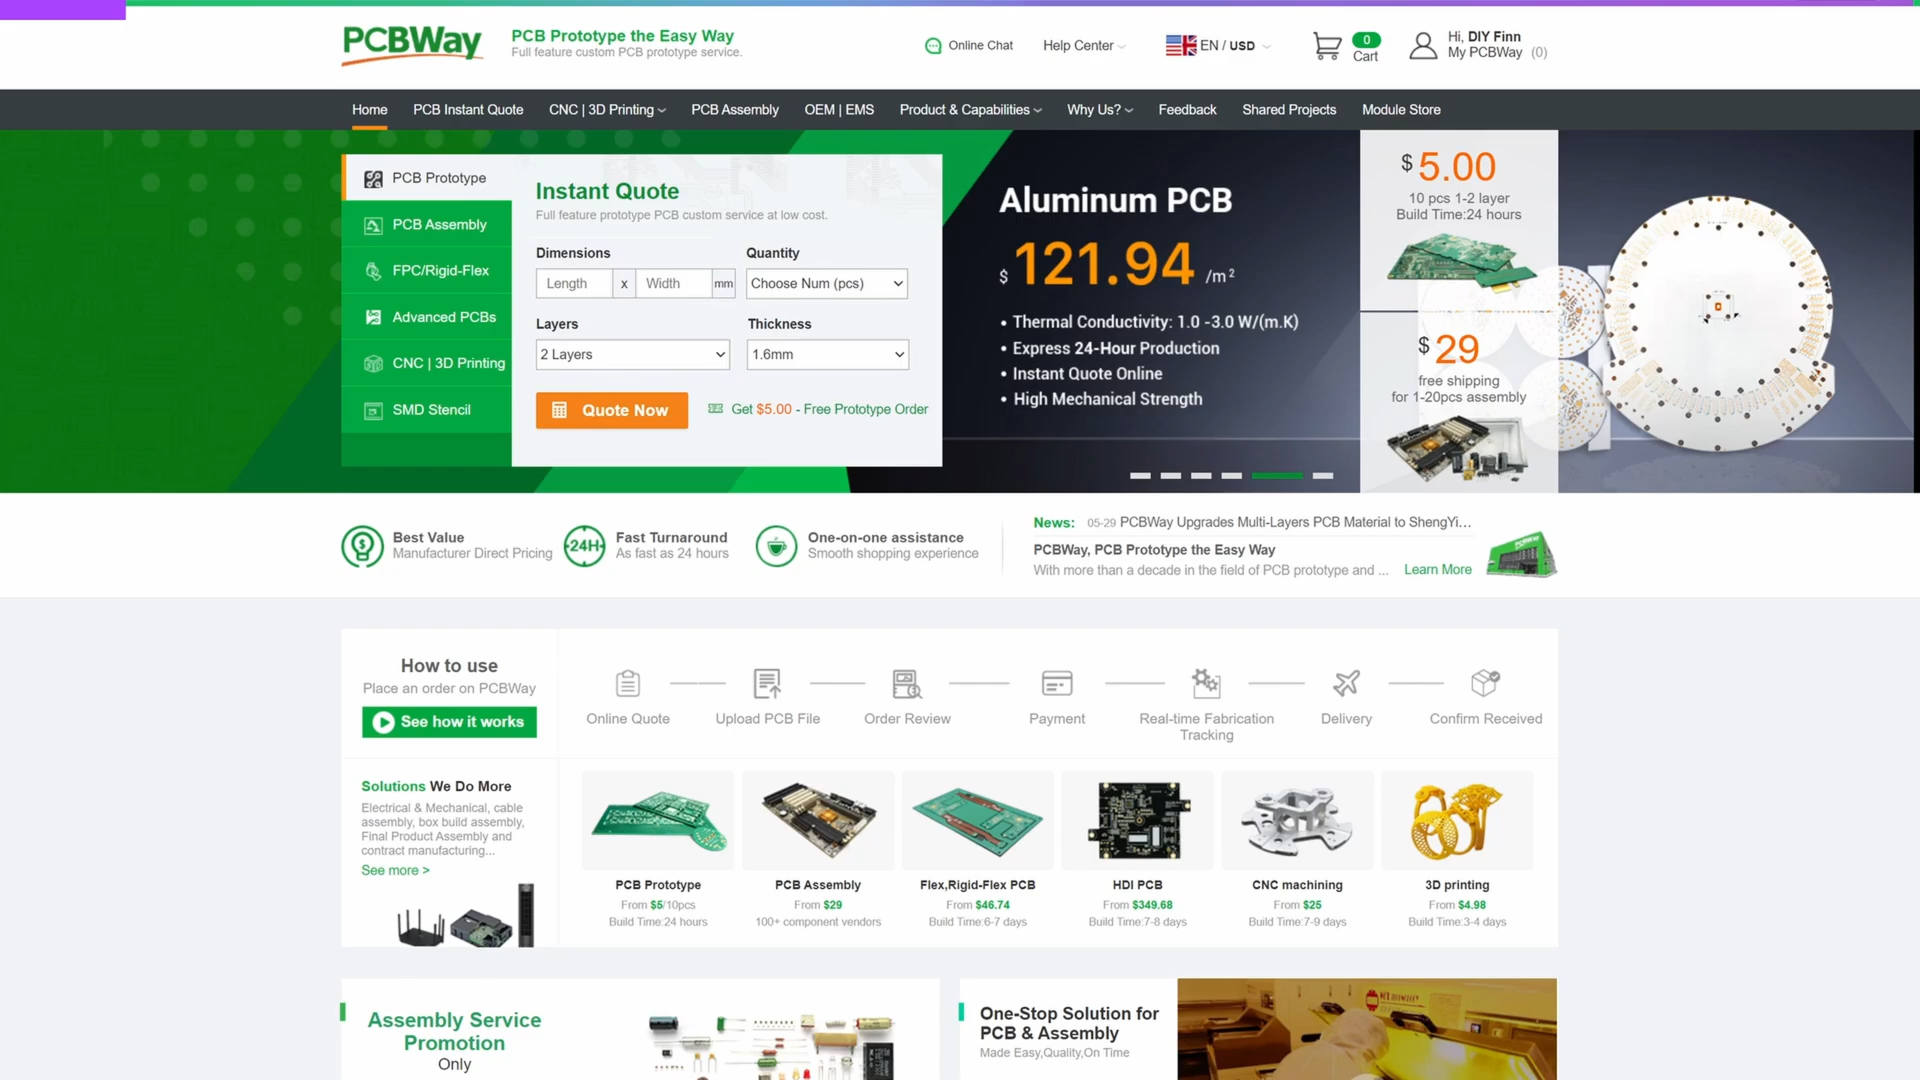 PCBWay
PCB Prototype the Easy Way
Full feature custom PCB prototype service.
Online Chat
Help Center
EN / USD
0
Cart
Hi, DIY Finn
My PCBWay (0)
Home
PCB Instant Quote
CNC | 3D Printing
PCB Assembly
OEM | EMS
Product & Capabilities
Why Us?
Feedback
Shared Projects
Module Store
PCB Prototype
PCB Assembly
FPC/Rigid-Flex
Advanced PCBs
CNC | 3D Printing
SMD Stencil
Instant Quote
Full feature prototype PCB custom service at low cost.
Dimensions
Quantity
Length x Width mm
Choose Num (pcs)
Layers
Thickness
2 Layers
1.6mm
Quote Now
Get $5.00 - Free Prototype Order
Aluminum PCB
$ 121.94 /m²
• Thermal Conductivity: 1.0 -3.0 W/(m.K)
• Express 24-Hour Production
• Instant Quote Online
• High Mechanical Strength
$ 5.00
10 pcs 1-2 layer
Build Time:24 hours
$ 29
free shipping
for 1-20pcs assembly
Best Value
Manufacturer Direct Pricing
24H
Fast Turnaround
As fast as 24 hours
One-on-one assistance
Smooth shopping experience
News: 05-29 PCBWay Upgrades Multi-Layers PCB Material to ShengYi...
PCBWay, PCB Prototype the Easy Way
With more than a decade in the field of PCB prototype and ... Learn More
How to use
Place an order on PCBWay
See how it works
Online Quote
Upload PCB File
Order Review
Payment
Real-time Fabrication
Tracking
Delivery
Confirm Received
Solutions We Do More
Electrical & Mechanical, cable
assembly, box build assembly,
Final Product Assembly and
contract manufacturing...
See more >
PCB Prototype
From $5/10pcs
Build Time:24 hours
PCB Assembly
From $29
100+ component vendors
Flex,Rigid-Flex PCB
From $46.74
Build Time:6-7 days
HDI PCB
From $349.68
Build Time:7-8 days
CNC machining
From $25
Build Time:7-9 days
3D printing
From $4.98
Build Time:3-4 days
Assembly Service
Promotion
Only
One-Stop Solution for
PCB & Assembly
Made Easy,Quality,On Time